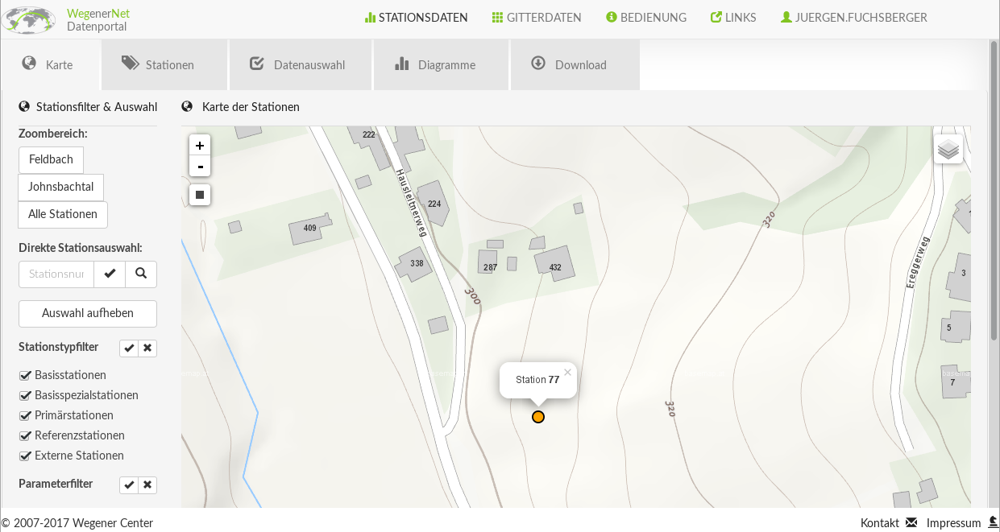 WegenerNet
Datenportal
STATIONSDATEN
GITTERDATEN
BEDIENUNG
LINKS
JUERGEN.FUCHSBERGER
Karte
Stationen
Datenauswahl
Diagramme
Download
Stationsfilter & Auswahl
Karte der Stationen
Zoombereich:
Feldbach
Johnsbachtal
Alle Stationen
Direkte Stationsauswahl:
Stationsnur
Auswahl aufheben
Stationstypfilter
Basisstationen
Basisspezialstationen
Primärstationen
Referenzstationen
Externe Stationen
Parameterfilter
+
-
222
Hausleitnerweg
224
409
338
287
432
300
320
320
Ereggerweg
3
5
7
Station 77
×
© 2007-2017 Wegener Center
Kontakt
Impressum